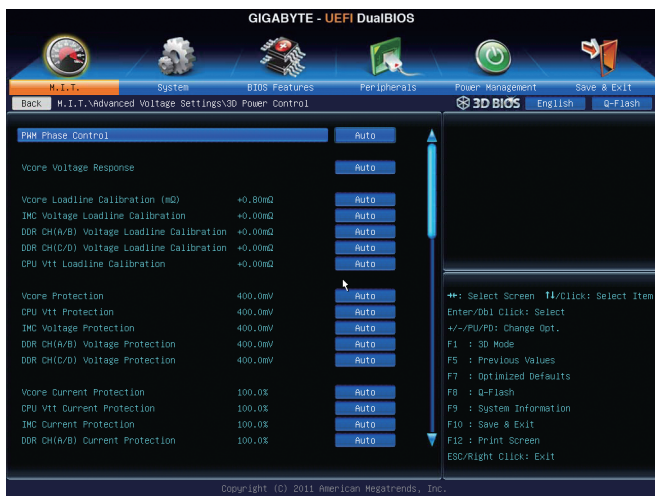 GIGABYTE - UEFI DualBIOS
M.I.T. System BIOS Features Peripherals Power Management Save & Exit
Back M.I.T.\Advanced Voltage Settings\3D Power Control 3D BIOS English Q-Flash
PWM Phase Control Auto
Vcore Voltage Response Auto
Vcore Loadline Calibration (mΩ) +0.80mΩ Auto
IMC Voltage Loadline Calibration +0.00mΩ Auto
DDR CH(A/B) Voltage Loadline Calibration +0.00mΩ Auto
DDR CH(C/D) Voltage Loadline Calibration +0.00mΩ Auto
CPU Vtt Loadline Calibration +0.00mΩ Auto
Vcore Protection 400.0mV Auto
CPU Vtt Protection 400.0mV Auto
IMC Voltage Protection 400.0mV Auto
DDR CH(A/B) Voltage Protection 400.0mV Auto
DDR CH(C/D) Voltage Protection 400.0mV Auto
Vcore Current Protection 100.0% Auto
CPU Vtt Current Protection 100.0% Auto
IMC Current Protection 100.0% Auto
DDR CH(A/B) Current Protection 100.0% Auto
→←: Select Screen ↑↓/Click: Select Item
Enter/Dbl Click: Select
+/-/PU/PD: Change Opt.
F1 : 3D Mode
F5 : Previous Values
F7 : Optimized Defaults
F8 : Q-Flash
F9 : System Information
F10 : Save & Exit
F12 : Print Screen
ESC/Right Click: Exit
Copyright (C) 2011 American Megatrends, Inc.